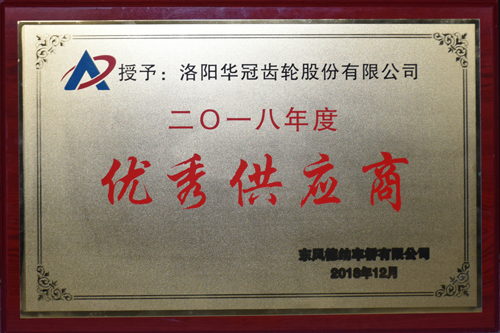 授予：洛阳华冠齿轮股份有限公司
二〇一八年度
优秀供应商
东风德纳车桥有限公司
2018年12月